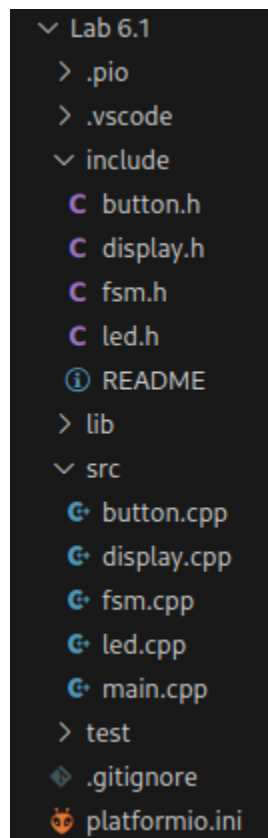 Lab 6.1
.pio
.vscode
include
C button.h
C display.h
C fsm.h
C led.h
README
lib
src
button.cpp
display.cpp
fsm.cpp
led.cpp
main.cpp
test
.gitignore
platformio.ini